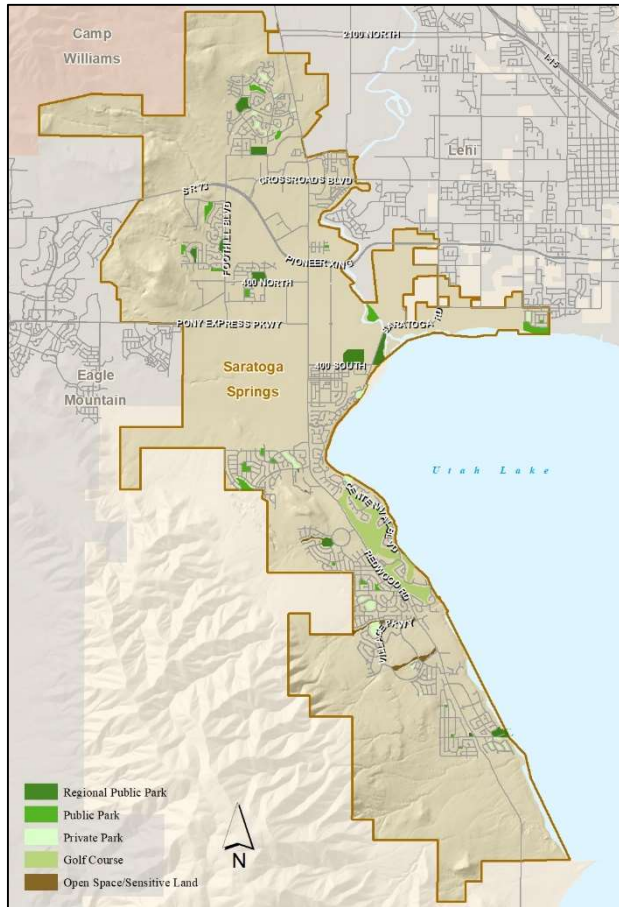 Camp
Williams
2100 NORTH
I-15
Lehi
CROSSROADS BLVD
SR 73
FOOTHILL BLVD
PIONEER XING
400 NORTH
PONY EXPRESS PKWY
SARATOGA RD
400 SOUTH
Eagle
Mountain
Saratoga
Springs
Utah Lake
CENTENNIAL BLVD
REDWOOD RD
VILLAGE PKWY
Regional Public Park
Public Park
Private Park
Golf Course
Open Space/Sensitive Land
N